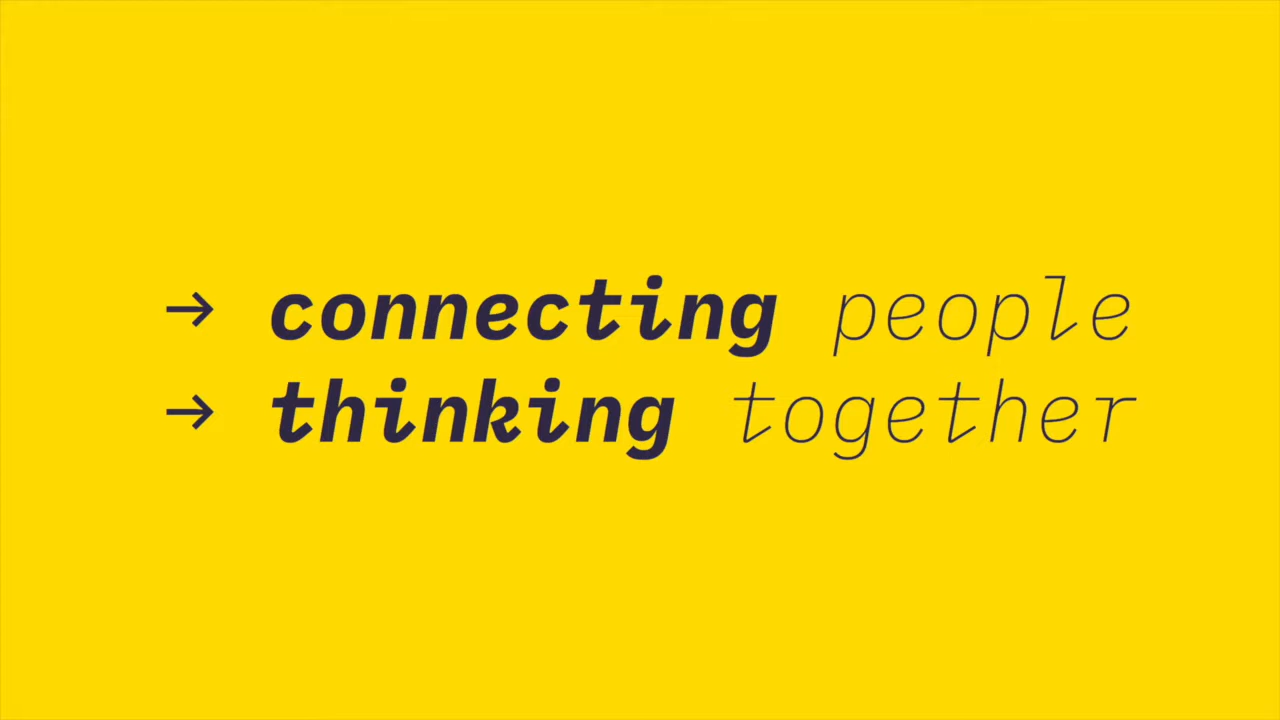 → connecting people
→ thinking together